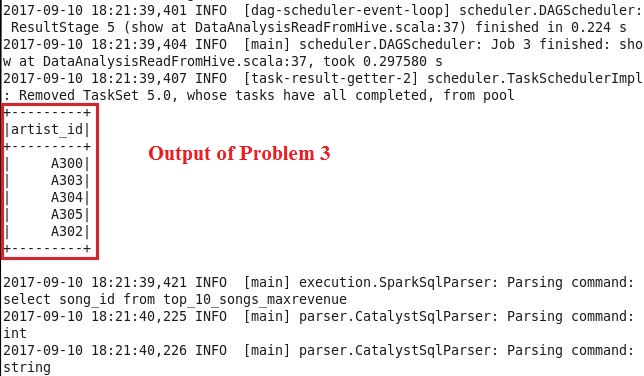 2017-09-10 18:21:39,401 INFO  [dag-scheduler-event-loop] scheduler.DAGScheduler:
 ResultStage 5 (show at DataAnalysisReadFromHive.scala:37) finished in 0.224 s
2017-09-10 18:21:39,404 INFO  [main] scheduler.DAGScheduler: Job 3 finished: sho
w at DataAnalysisReadFromHive.scala:37, took 0.297580 s
2017-09-10 18:21:39,407 INFO  [task-result-getter-2] scheduler.TaskSchedulerImpl
: Removed TaskSet 5.0, whose tasks have all completed, from pool
+---------+
|artist_id|
+---------+
|     A300|
|     A303|
|     A304|
|     A305|
|     A302|
+---------+
Output of Problem 3
2017-09-10 18:21:39,421 INFO  [main] execution.SparkSqlParser: Parsing command:
select song_id from top_10_songs_maxrevenue
2017-09-10 18:21:40,225 INFO  [main] parser.CatalystSqlParser: Parsing command:
int
2017-09-10 18:21:40,226 INFO  [main] parser.CatalystSqlParser: Parsing command:
string